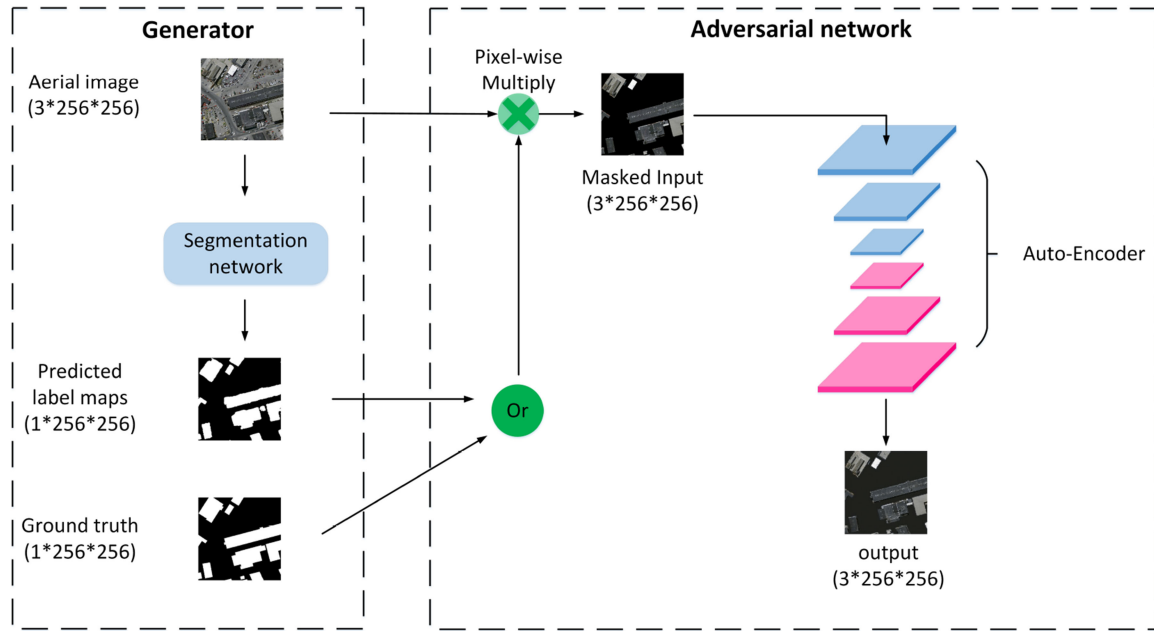 Generator
Aerial image
(3*256*256)
Segmentation
network
Predicted
label maps
(1*256*256)
Ground truth
(1*256*256)
Adversarial network
Pixel-wise
Multiply
Or
Masked Input
(3*256*256)
Auto-Encoder
output
(3*256*256)